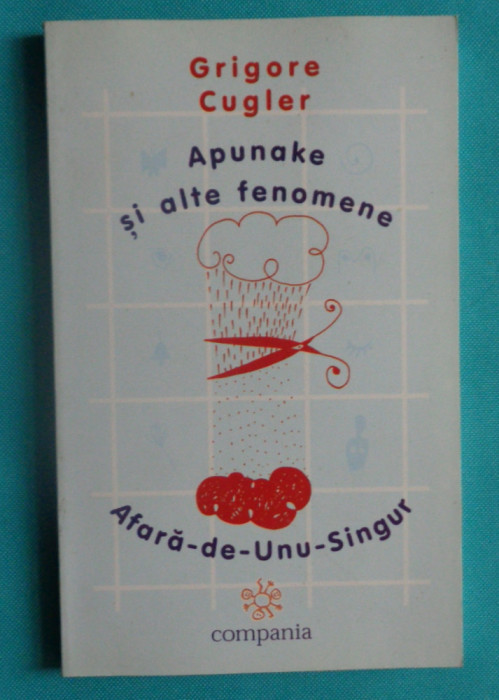 Grigore
Cugler
Apunake
și alte fenomene
Afară-de-Unu-Singur
compania